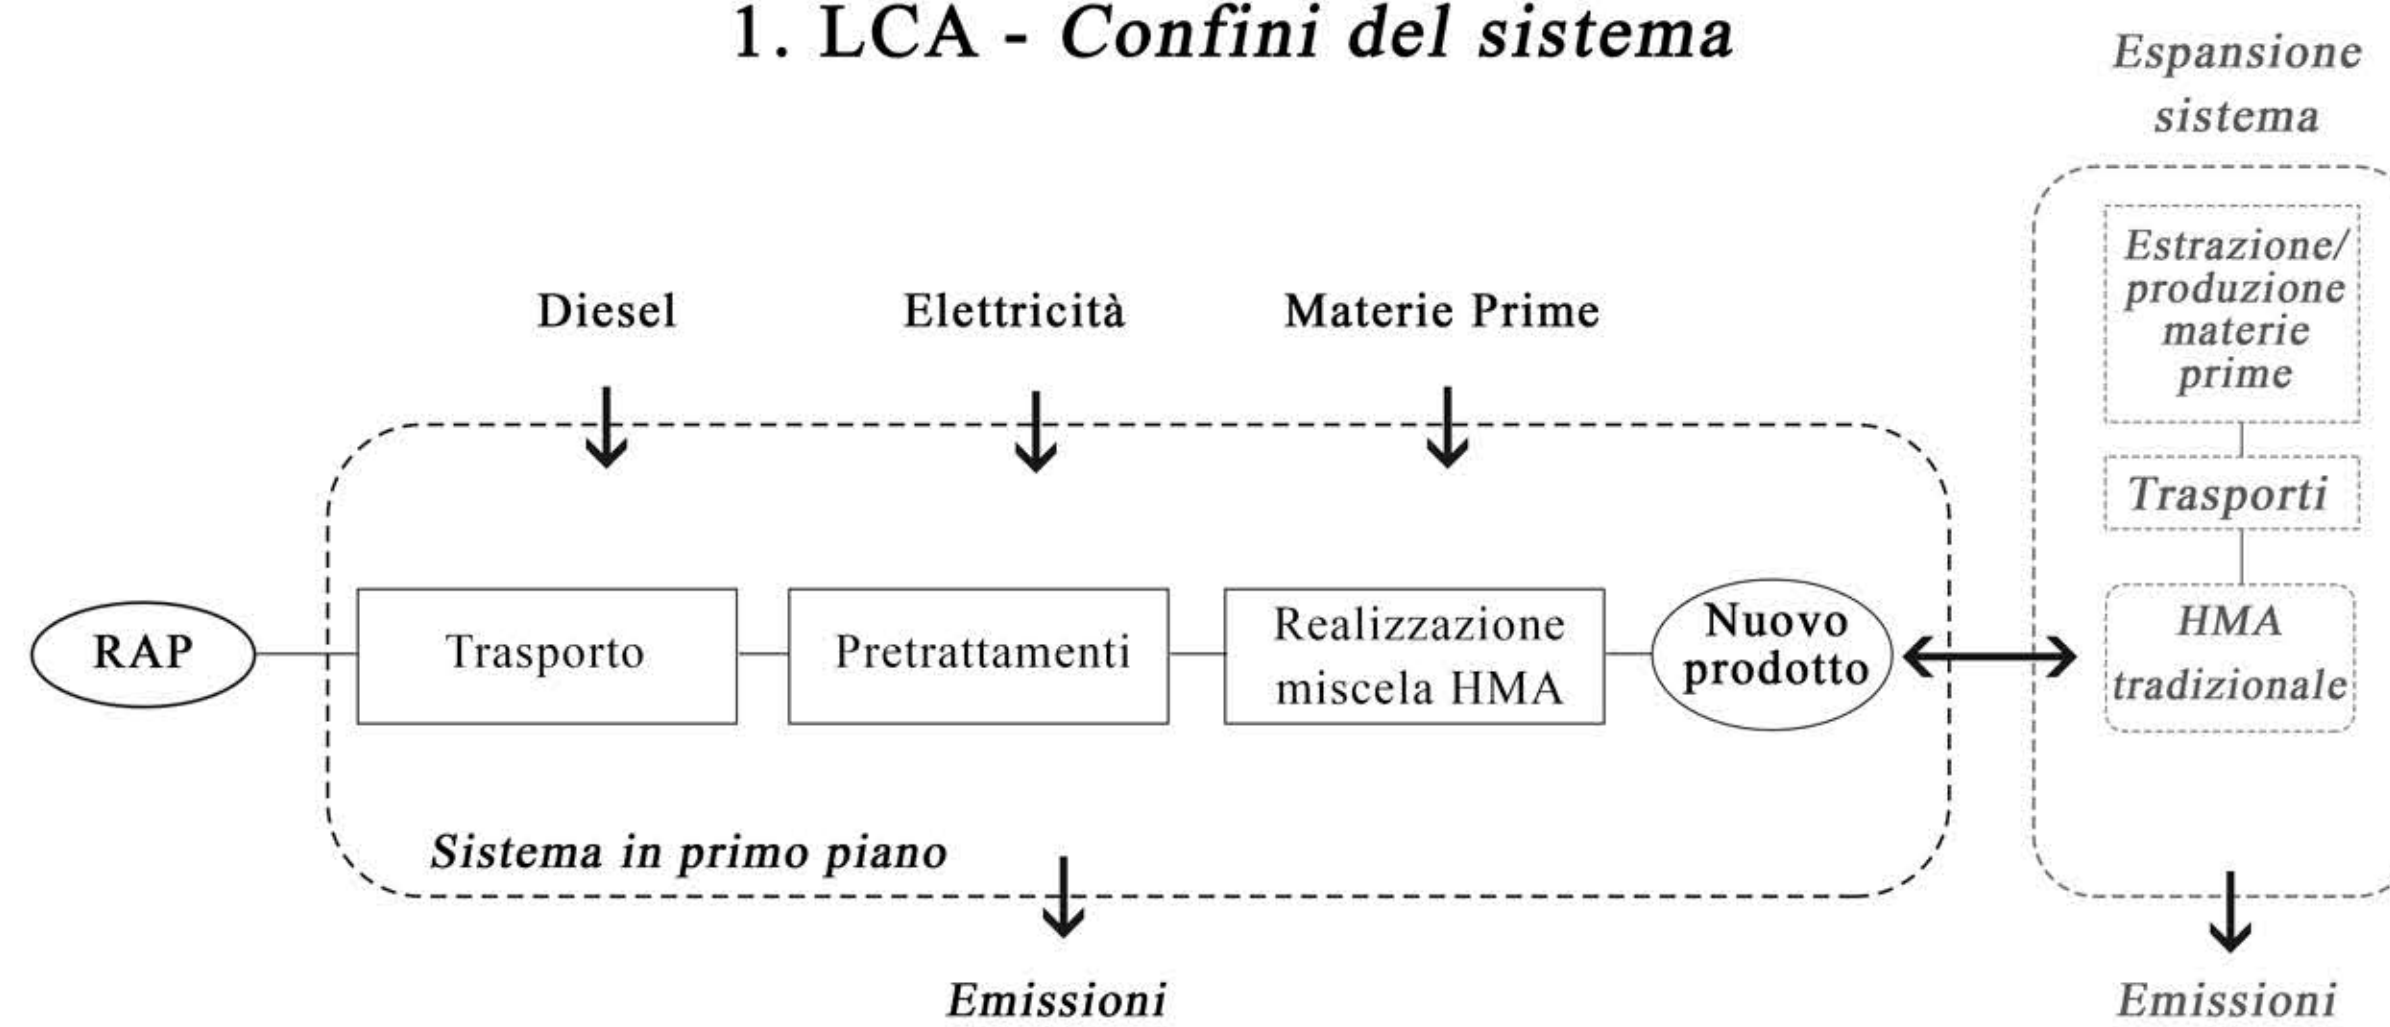 1. LCA - Confini del sistema
Espansione
sistema
Estrazione/
produzione
materie
prime
Diesel
Elettricità
Materie Prime
Trasporti
RAP
Trasporto
Pretrattamenti
Realizzazione
miscela HMA
Nuovo
prodotto
HMA
tradizionale
Sistema in primo piano
Emissioni
Emissioni